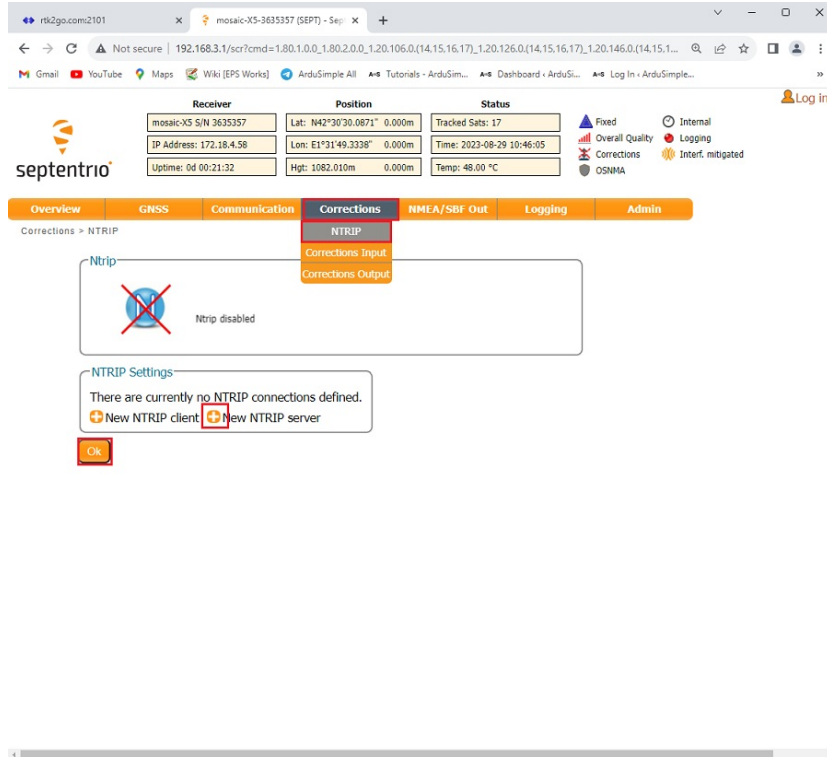 rtk2go.com:2101
mosaic-X5-3635357 (SEPT) - Sep
Not secure | 192.168.3.1/scr?cmd=1.80.1.0.0_1.80.2.0.0_1.20.106.0.(14,15,16,17)_1.20.126.0.(14,15,16,17)_1.20.146.0.(14,15,1...
Gmail YouTube Maps Wiki [EPS Works] ArduSimple All Tutorials - ArduSim... Dashboard ‹ ArduSi... Log In ‹ ArduSimple... »
Log in
Receiver Position Status
mosaic-X5 S/N 3635357 Lat: N42°30'30.0871" 0.000m Tracked Sats: 17 Fixed Internal
IP Address: 172.18.4.58 Lon: E1°31'49.3338" 0.000m Time: 2023-08-29 10:46:05 Overall Quality Logging
Corrections Interf. mitigated
septentrio Uptime: 0d 00:21:32 Hgt: 1082.010m 0.000m Temp: 48.00 °C OSNMA
Overview GNSS Communication Corrections NMEA/SBF Out Logging Admin
Corrections > NTRIP
NTRIP
Corrections Input
Corrections Output
Ntrip
Ntrip disabled
NTRIP Settings
There are currently no NTRIP connections defined.
New NTRIP client New NTRIP server
Ok